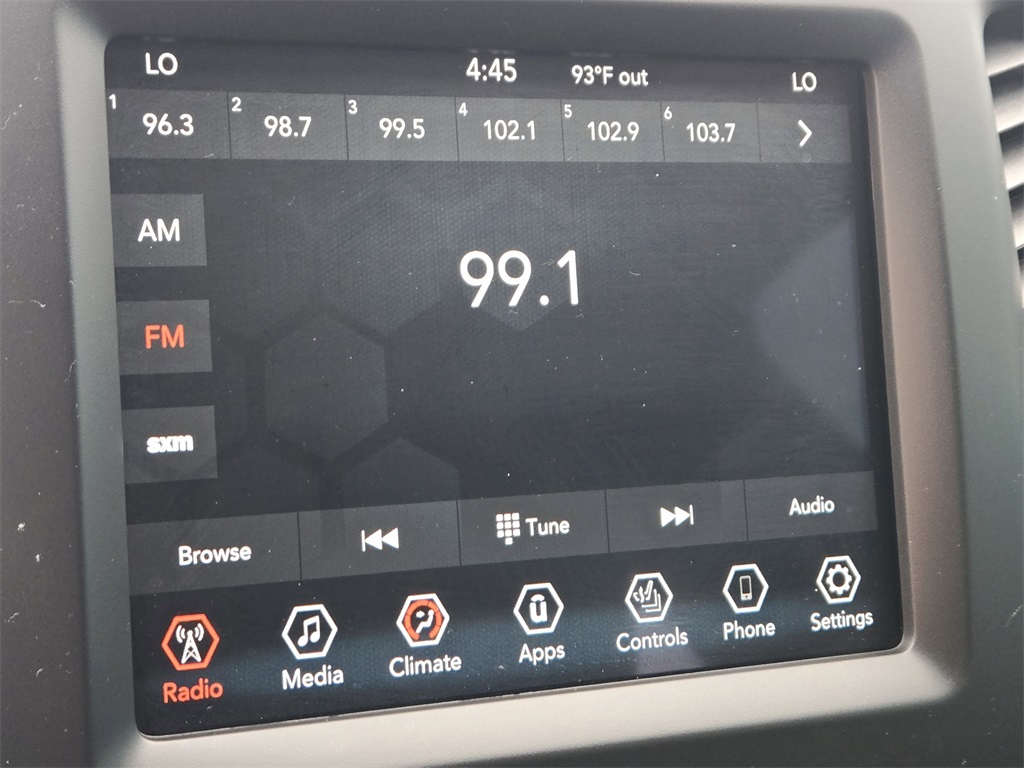 LO 4:45 93°F out LO
1 96.3 2 98.7 3 99.5 4 102.1 5 102.9 6 103.7
AM
99.1
FM
sxm
Browse Tune Audio
Radio Media Climate Apps Controls Phone Settings